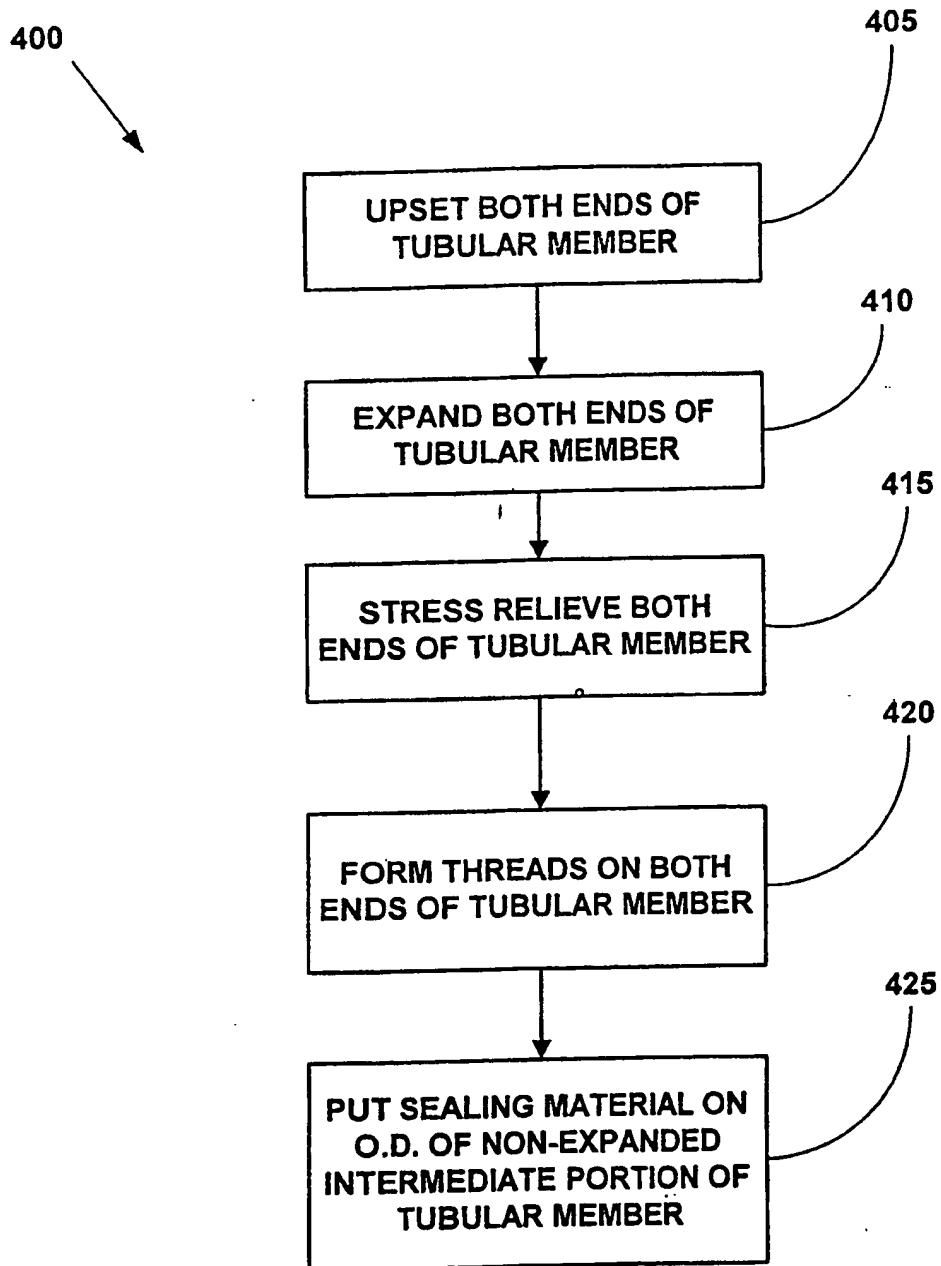 400
405
UPSET BOTH ENDS OF
TUBULAR MEMBER
410
EXPAND BOTH ENDS OF
TUBULAR MEMBER
415
STRESS RELIEVE BOTH
ENDS OF TUBULAR MEMBER
420
FORM THREADS ON BOTH
ENDS OF TUBULAR MEMBER
425
PUT SEALING MATERIAL ON
O.D. OF NON-EXPANDED
INTERMEDIATE PORTION OF
TUBULAR MEMBER